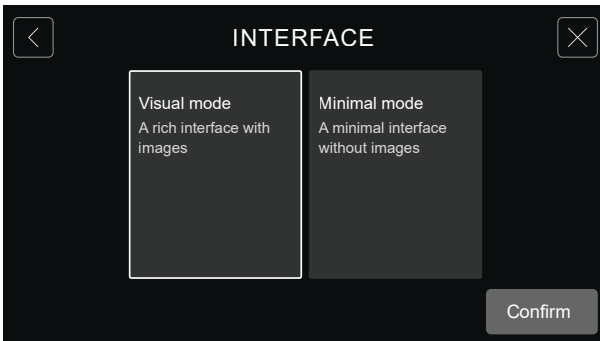 INTERFACE
Visual mode
A rich interface with
images
Minimal mode
A minimal interface
without images
Confirm